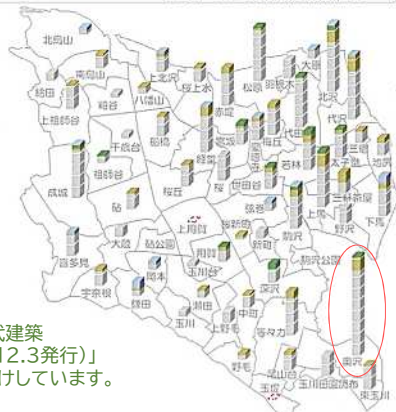 北烏山
南烏山
給田
上祖師谷
粕谷
八幡山
上北沢
桜上水
赤堤
松原
羽根木
大原
北沢
代沢
代田
梅丘
豪徳寺
宮坂
経堂
船橋
千歳台
祖師谷
成城
砧
桜丘
桜
世田谷
若林
太子堂
三宿
池尻
三軒茶屋
下馬
野沢
上馬
駒沢
弦巻
新町
桜新町
上用賀
用賀
玉川台
砧公園
大蔵
喜多見
宇奈根
鎌田
岡本
瀬田
玉川
上野毛
野毛
中町
深沢
駒沢公園
等々力
尾山台
玉堤
玉川田園調布
奥沢
東玉川
代建築
12.3発行)」
けしています。